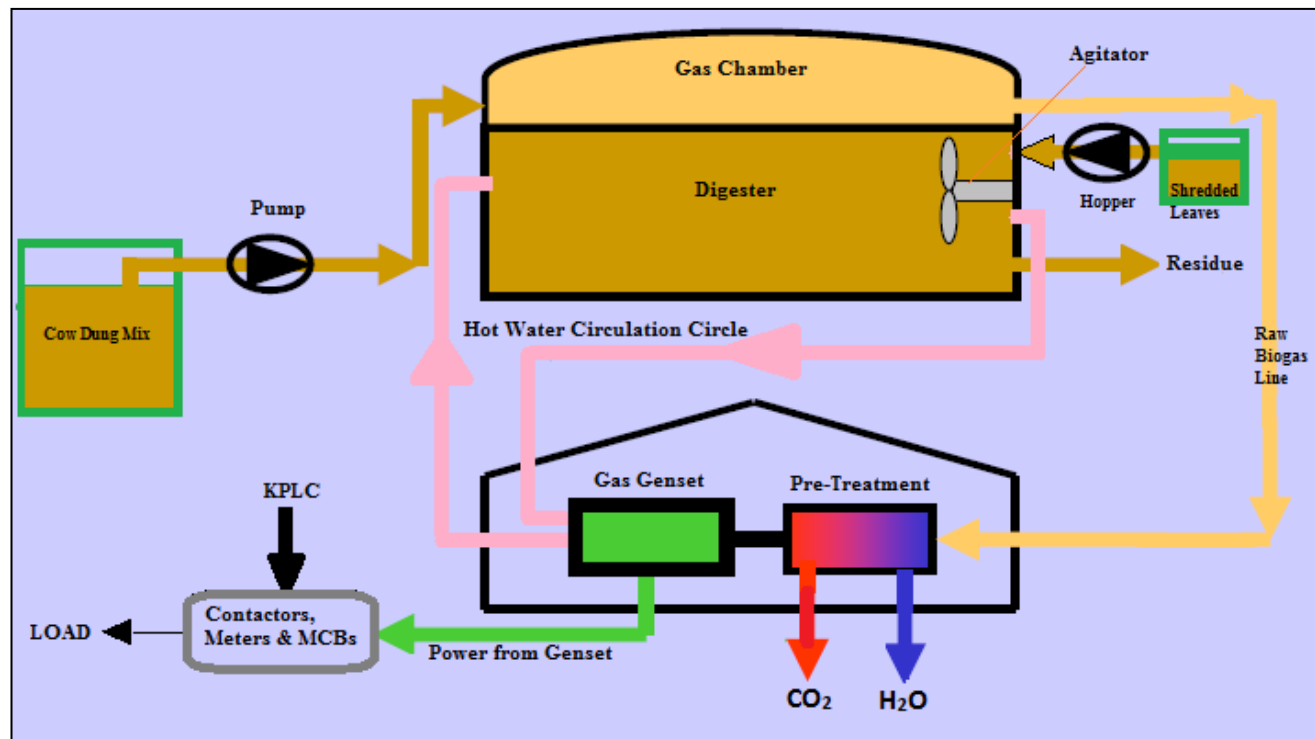 Gas Chamber
Agitator
Digester
Pump
Hopper
Shredded
Leaves
Residue
Cow Dung Mix
Hot Water Circulation Circle
Raw
Biogas
Line
Gas Genset
Pre-Treatment
KPLC
Contactors,
Meters & MCBs
LOAD
Power from Genset
CO₂
H₂O